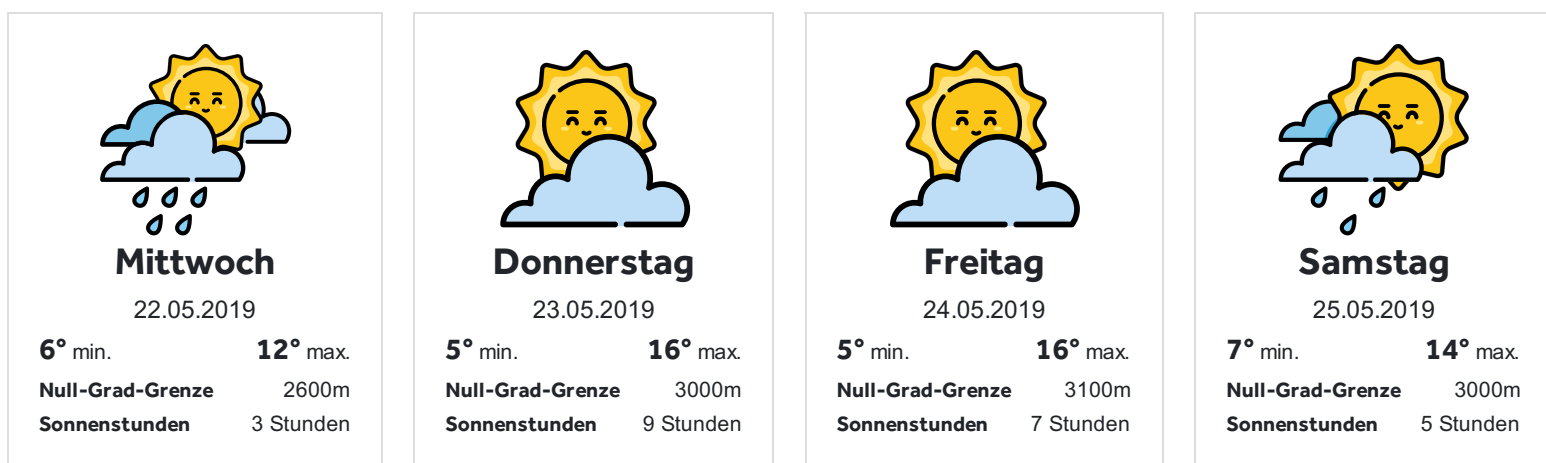 Mittwoch
22.05.2019
6° min. 12° max.
Null-Grad-Grenze 2600m
Sonnenstunden 3 Stunden
Donnerstag
23.05.2019
5° min. 16° max.
Null-Grad-Grenze 3000m
Sonnenstunden 9 Stunden
Freitag
24.05.2019
5° min. 16° max.
Null-Grad-Grenze 3100m
Sonnenstunden 7 Stunden
Samstag
25.05.2019
7° min. 14° max.
Null-Grad-Grenze 3000m
Sonnenstunden 5 Stunden